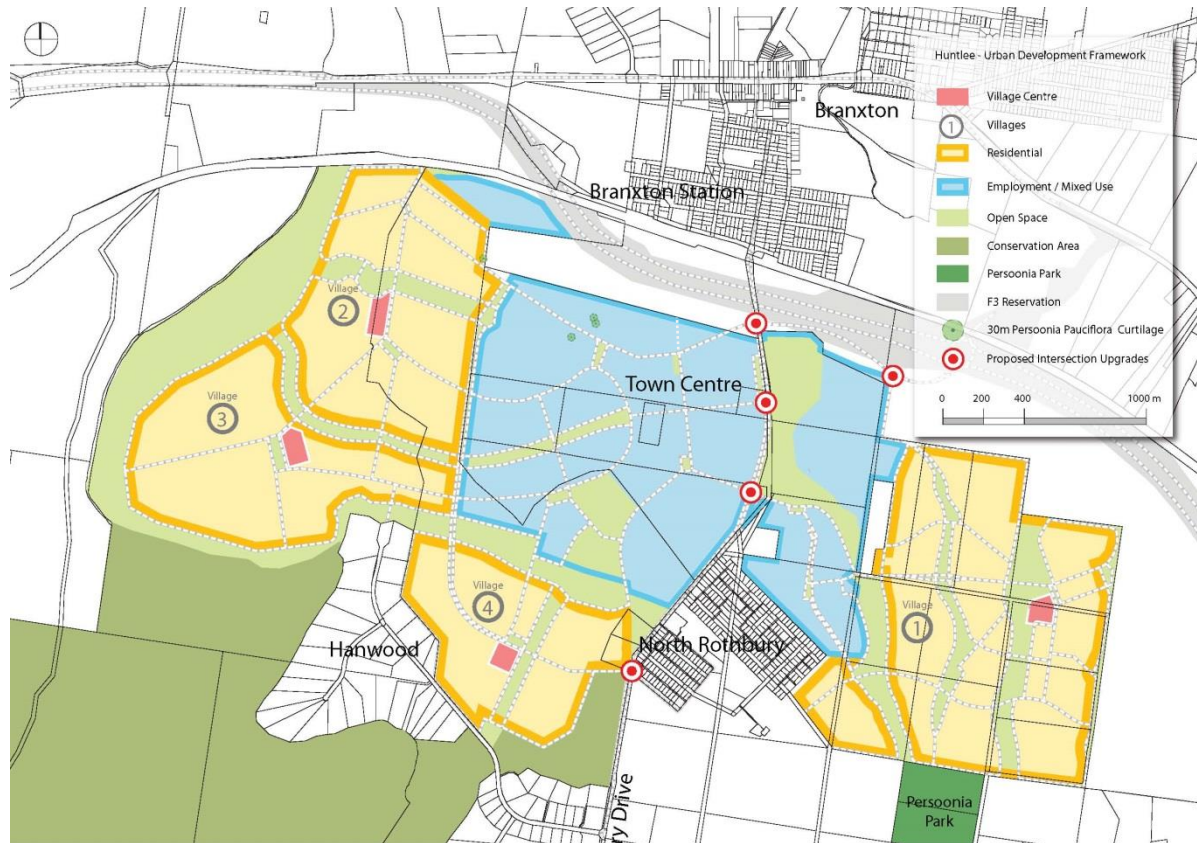 Huntlee - Urban Development Framework
Village Centre
1
Villages
Residential
Employment / Mixed Use
Open Space
Conservation Area
Persoonia Park
F3 Reservation
30m Persoonia Pauciflora Curtilage
Proposed Intersection Upgrades
0 200 400 1000 m
Branxton
Branxton Station
Village
2
Town Centre
Village
3
Village
4
Village
1
Hanwood
North Rothbury
Persoonia
Park
ry Drive